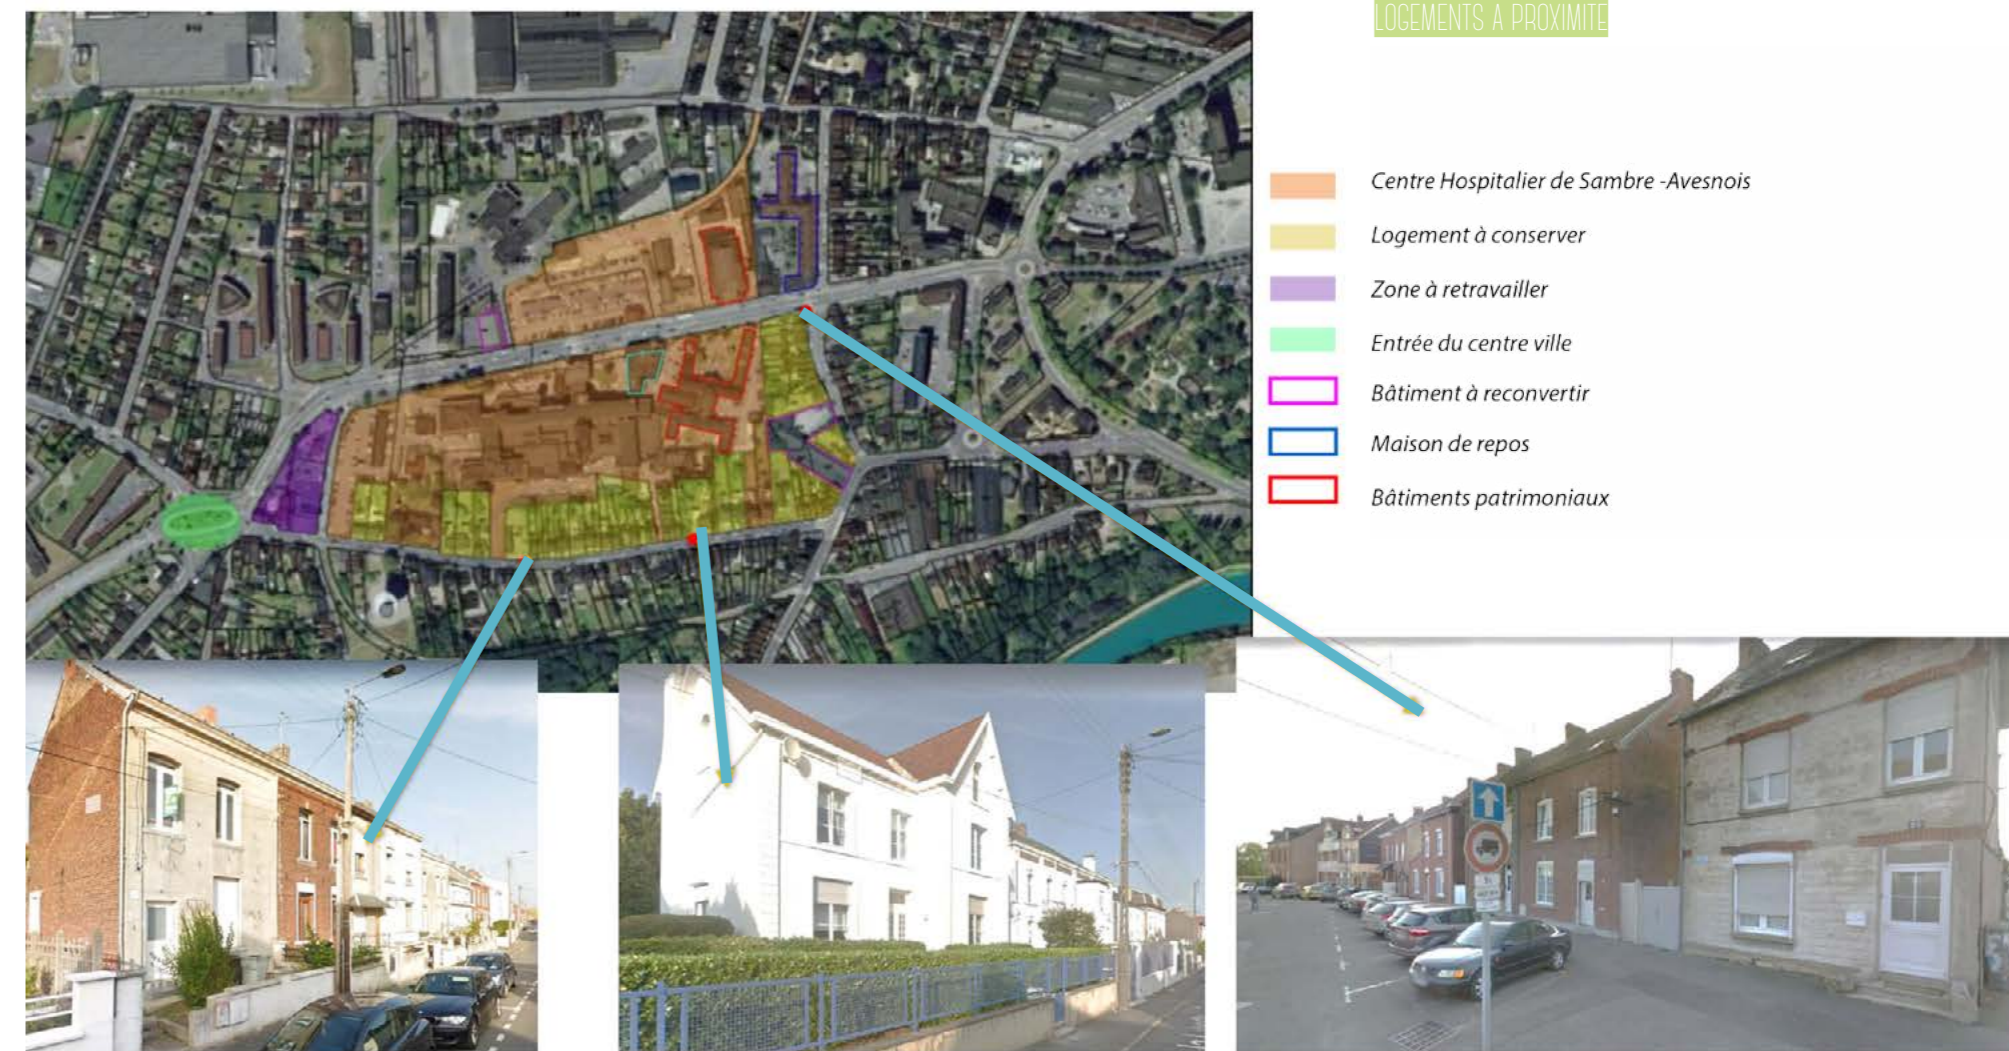 LOGEMENTS A PROXIMITE
Centre Hospitalier de Sambre -Avesnois
Logement à conserver
Zone à retravailler
Entrée du centre ville
Bâtiment à reconvertir
Maison de repos
Bâtiments patrimoniaux